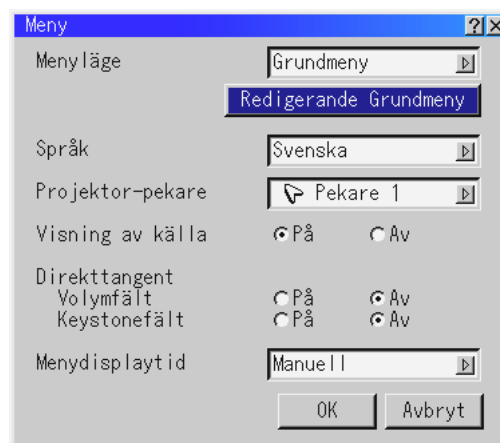 Meny
Menyläge Grundmeny
Redigerande Grundmeny
Språk Svenska
Projektor-pekare Pekare 1
Visning av källa På Av
Direkttangent
Volymfält På Av
Keystonefält På Av
Menydisplaytid Manuell
OK Avbryt